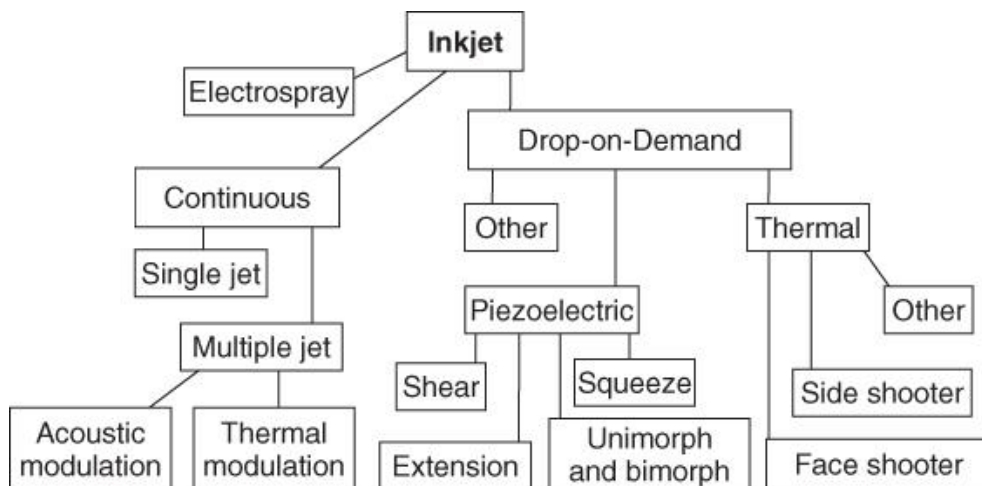 Inkjet
Electrospray
Drop-on-Demand
Continuous
Other
Thermal
Single jet
Piezoelectric
Other
Multiple jet
Shear
Squeeze
Side shooter
Acoustic
modulation
Thermal
modulation
Extension
Unimorph
and bimorph
Face shooter